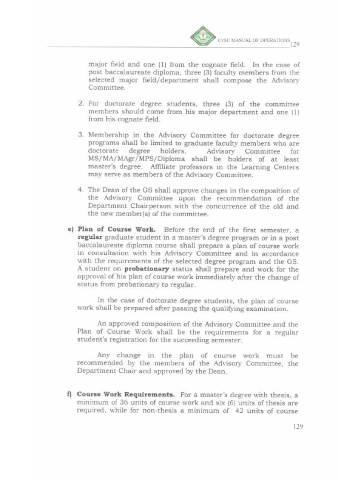 LVSU MANUAL OF OPERATIONS
129
major field and one (1) from the cognate field. In the case of
post baccalaureate diploma, three (3) faculty members from the
selected major field/department shall compose the Advisory
Committee.
2. For doctorate degree students, three (3) of the committee
members should come from his major department and one (1)
from his cognate field.
3. Membership in the Advisory Committee for doctorate degree
programs shall be limited to graduate faculty members who are
doctorate degree holders. Advisory Committee for
MS/MA/MAgr/MPS/Diploma shall be holders of at least
master's degree. Affiliate professors in the Learning Centers
may serve as members of the Advisory Committee.
4. The Dean of the GS shall approve changes in the composition of
the Advisory Committee upon the recommendation of the
Department Chairperson with the concurrence of the old and
the new member(s) of the committee.
e) Plan of Course Work. Before the end of the first semester, a
regular graduate student in a master's degree program or in a post
baccalaureate diploma course shall prepare a plan of course work
in consultation with his Advisory Committee and in accordance
with the requirements of the selected degree program and the GS.
A student on probationary status shall prepare and work for the
approval of his plan of course work immediately after the change of
status from probationary to regular.
In the case of doctorate degree students, the plan of course
work shall be prepared after passing the qualifying examination.
An approved composition of the Advisory Committee and the
Plan of Course Work shall be the requirements for a regular
student's registration for the succeeding semester.
Any change in the plan of course work must be
recommended by the members of the Advisory Committee, the
Department Chair and approved by the Dean.
f) Course Work Requirements. For a master's degree with thesis, a
minimum of 36 units of course work and six (6) units of thesis are
required, while for non-thesis a minimum of 42 units of course
129